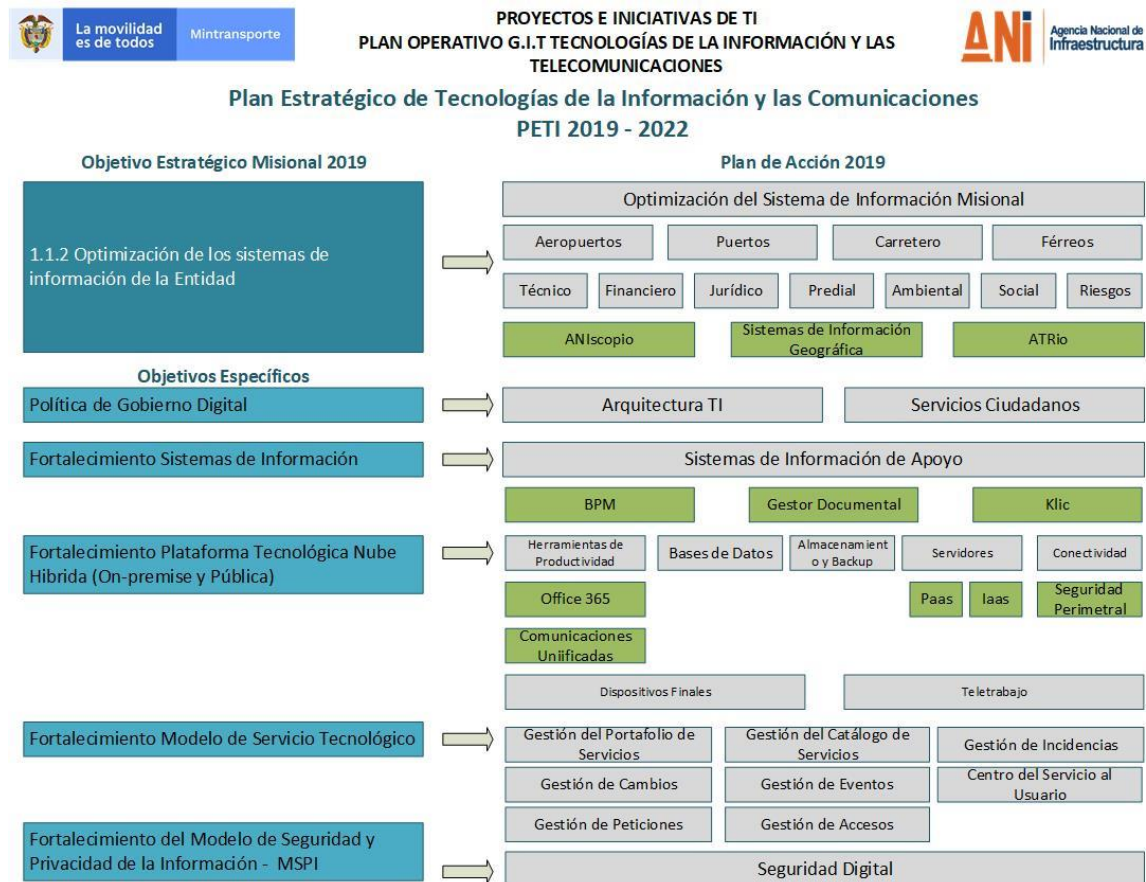 La movilidad
es de todos
Mintransporte
PROYECTOS E INICIATIVAS DE TI
PLAN OPERATIVO G.I.T TECNOLOGÍAS DE LA INFORMACIÓN Y LAS
TELECOMUNICACIONES
ANi
Agencia Nacional de
Infraestructura
Plan Estratégico de Tecnologías de la Información y las Comunicaciones
PETI 2019 - 2022
Objetivo Estratégico Misional 2019
Plan de Acción 2019
1.1.2 Optimización de los sistemas de
información de la Entidad
Optimización del Sistema de Información Misional
Aeropuertos
Puertos
Carretero
Férreos
Técnico
Financiero
Jurídico
Predial
Ambiental
Social
Riesgos
ANIscopio
Sistemas de Información
Geográfica
ATRio
Objetivos Específicos
Política de Gobierno Digital
Arquitectura TI
Servicios Ciudadanos
Fortalecimiento Sistemas de Información
Sistemas de Información de Apoyo
BPM
Gestor Documental
Klic
Fortalecimiento Plataforma Tecnológica Nube
Hibrida (On-premise y Pública)
Herramientas de
Productividad
Bases de Datos
Almacenamient
o y Backup
Servidores
Conectividad
Office 365
Paas
Iaas
Seguridad
Perimetral
Comunicaciones
Uniificadas
Dispositivos Finales
Teletrabajo
Fortalecimiento Modelo de Servicio Tecnológico
Gestión del Portafolio de
Servicios
Gestión del Catálogo de
Servicios
Gestión de Incidencias
Gestión de Cambios
Gestión de Eventos
Centro del Servicio al
Usuario
Gestión de Peticiones
Gestión de Accesos
Fortalecimiento del Modelo de Seguridad y
Privacidad de la Información - MSPI
Seguridad Digital